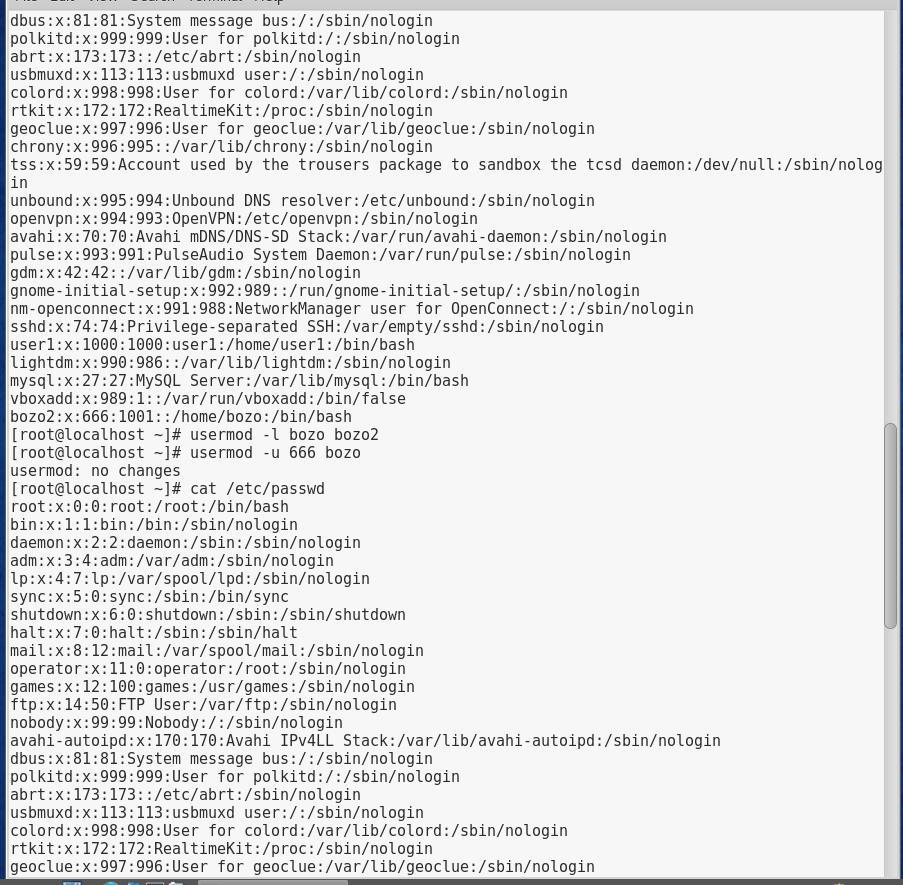 File Edit View Search Terminal Help
dbus:x:81:81:System message bus:/:/sbin/nologin
polkitd:x:999:999:User for polkitd:/:/sbin/nologin
abrt:x:173:173::/etc/abrt:/sbin/nologin
usbmuxd:x:113:113:usbmuxd user:/:/sbin/nologin
colord:x:998:998:User for colord:/var/lib/colord:/sbin/nologin
rtkit:x:172:172:RealtimeKit:/proc:/sbin/nologin
geoclue:x:997:996:User for geoclue:/var/lib/geoclue:/sbin/nologin
chrony:x:996:995::/var/lib/chrony:/sbin/nologin
tss:x:59:59:Account used by the trousers package to sandbox the tcsd daemon:/dev/null:/sbin/nolog
in
unbound:x:995:994:Unbound DNS resolver:/etc/unbound:/sbin/nologin
openvpn:x:994:993:OpenVPN:/etc/openvpn:/sbin/nologin
avahi:x:70:70:Avahi mDNS/DNS-SD Stack:/var/run/avahi-daemon:/sbin/nologin
pulse:x:993:991:PulseAudio System Daemon:/var/run/pulse:/sbin/nologin
gdm:x:42:42::/var/lib/gdm:/sbin/nologin
gnome-initial-setup:x:992:989::/run/gnome-initial-setup/:/sbin/nologin
nm-openconnect:x:991:988:NetworkManager user for OpenConnect:/:/sbin/nologin
sshd:x:74:74:Privilege-separated SSH:/var/empty/sshd:/sbin/nologin
user1:x:1000:1000:user1:/home/user1:/bin/bash
lightdm:x:990:986::/var/lib/lightdm:/sbin/nologin
mysql:x:27:27:MySQL Server:/var/lib/mysql:/bin/bash
vboxadd:x:989:1::/var/run/vboxadd:/bin/false
bozo2:x:666:1001::/home/bozo:/bin/bash
[root@localhost ~]# usermod -l bozo bozo2
[root@localhost ~]# usermod -u 666 bozo
usermod: no changes
[root@localhost ~]# cat /etc/passwd
root:x:0:0:root:/root:/bin/bash
bin:x:1:1:bin:/bin:/sbin/nologin
daemon:x:2:2:daemon:/sbin:/sbin/nologin
adm:x:3:4:adm:/var/adm:/sbin/nologin
lp:x:4:7:lp:/var/spool/lpd:/sbin/nologin
sync:x:5:0:sync:/sbin:/bin/sync
shutdown:x:6:0:shutdown:/sbin:/sbin/shutdown
halt:x:7:0:halt:/sbin:/sbin/halt
mail:x:8:12:mail:/var/spool/mail:/sbin/nologin
operator:x:11:0:operator:/root:/sbin/nologin
games:x:12:100:games:/usr/games:/sbin/nologin
ftp:x:14:50:FTP User:/var/ftp:/sbin/nologin
nobody:x:99:99:Nobody:/:/sbin/nologin
avahi-autoipd:x:170:170:Avahi IPv4LL Stack:/var/lib/avahi-autoipd:/sbin/nologin
dbus:x:81:81:System message bus:/:/sbin/nologin
polkitd:x:999:999:User for polkitd:/:/sbin/nologin
abrt:x:173:173::/etc/abrt:/sbin/nologin
usbmuxd:x:113:113:usbmuxd user:/:/sbin/nologin
colord:x:998:998:User for colord:/var/lib/colord:/sbin/nologin
rtkit:x:172:172:RealtimeKit:/proc:/sbin/nologin
geoclue:x:997:996:User for geoclue:/var/lib/geoclue:/sbin/nologin